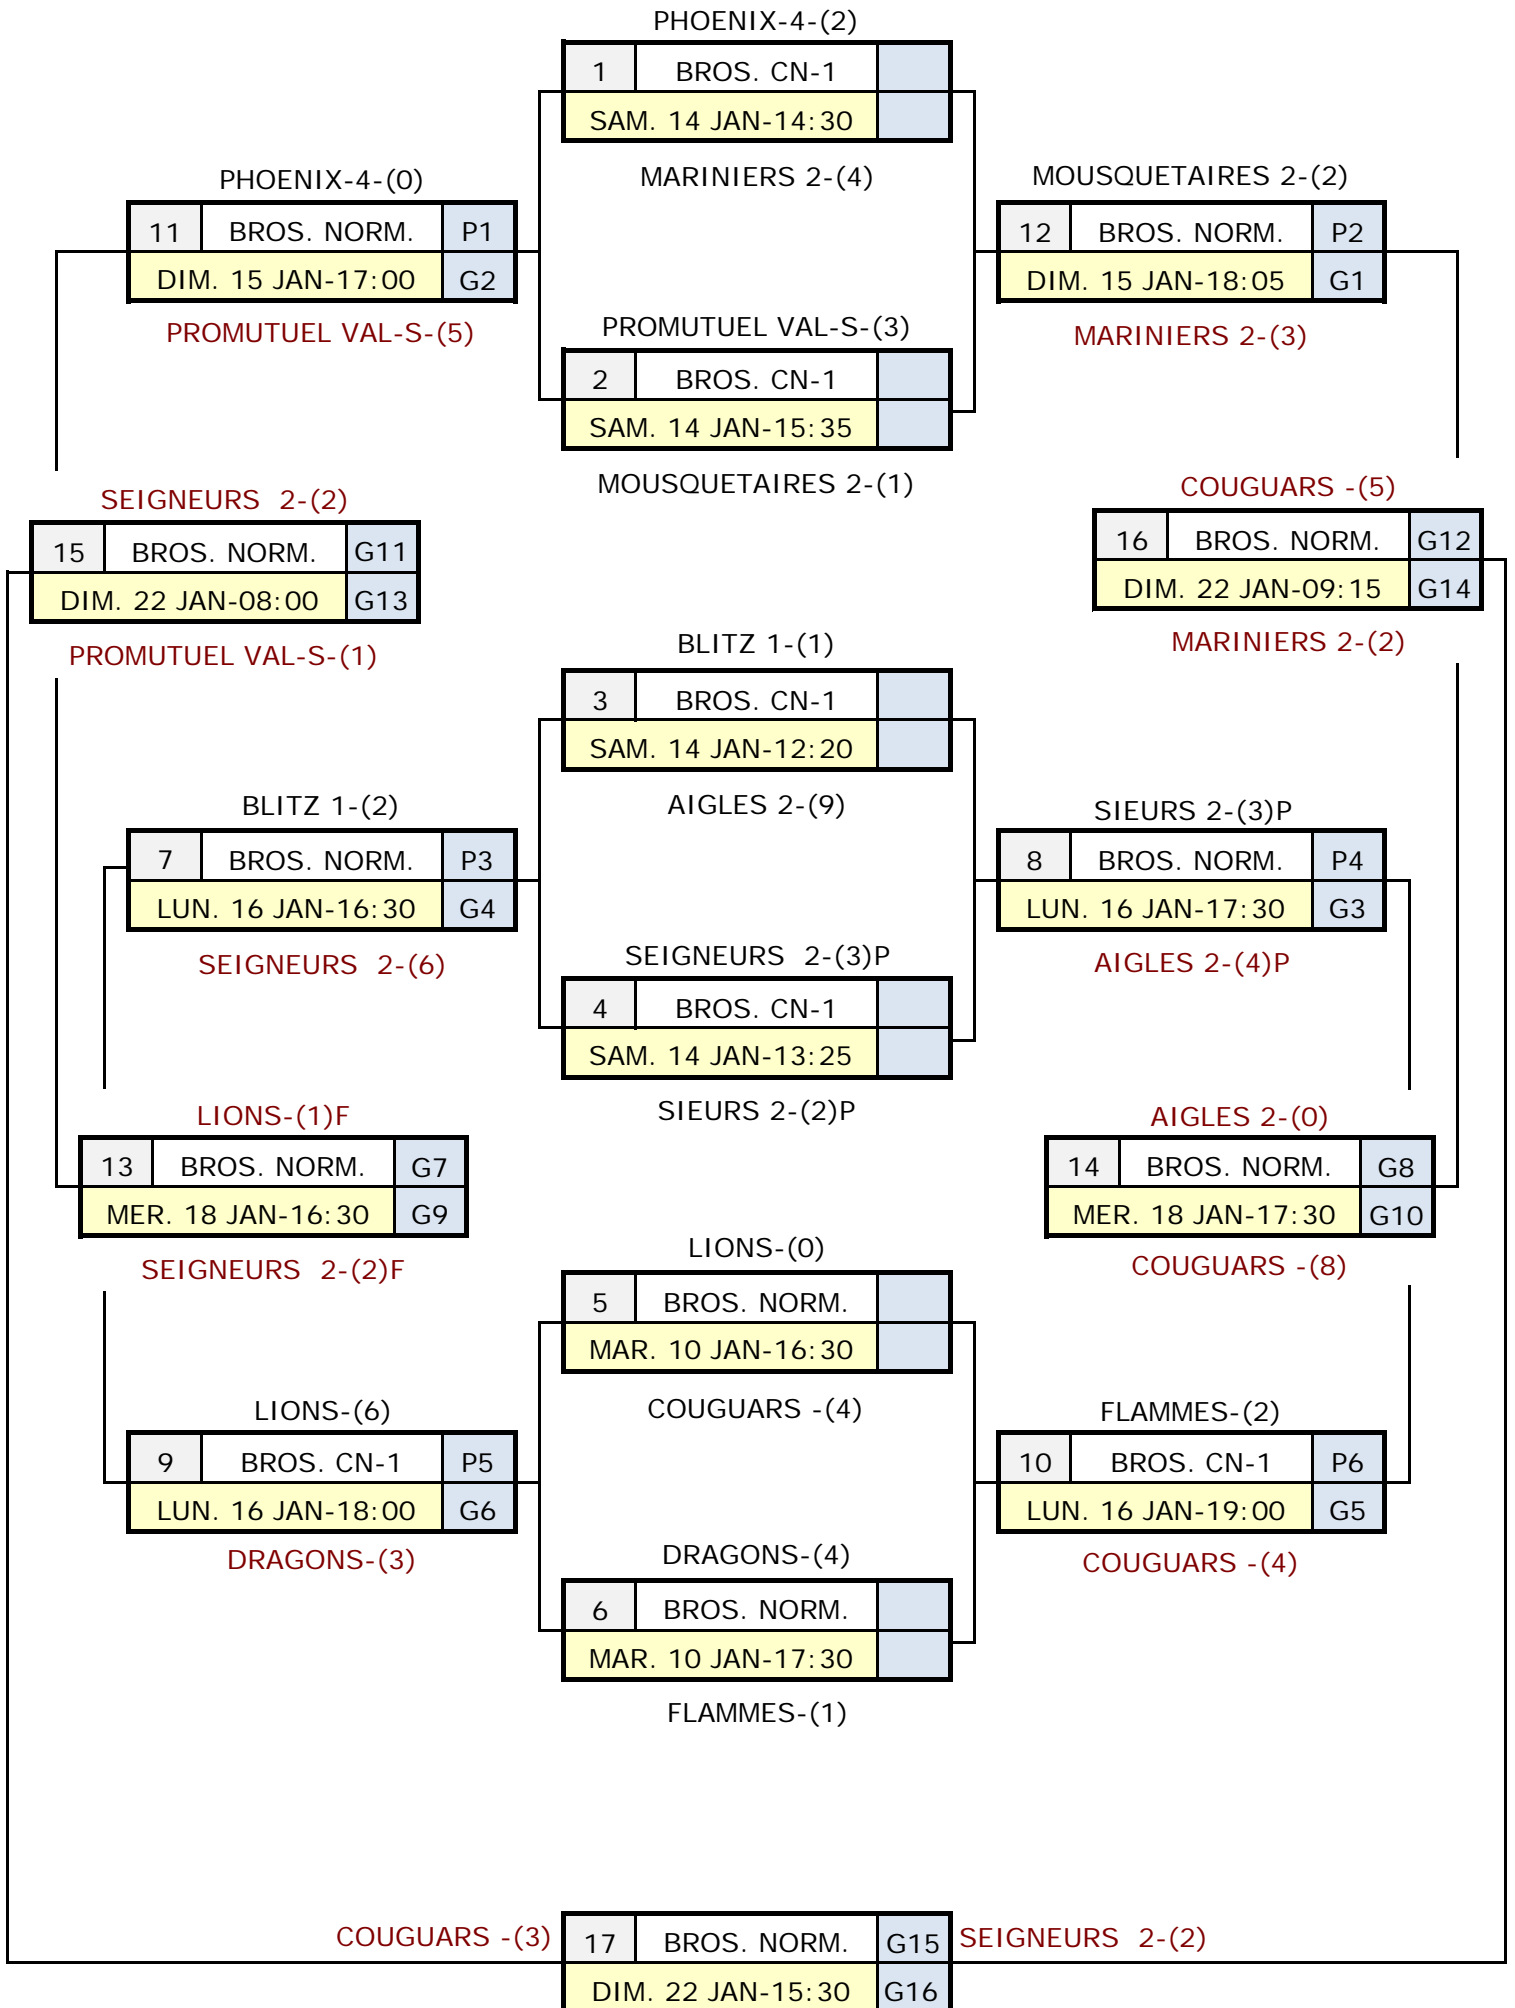 PHOENIX-4-(2)
1 BROS. CN-1
SAM. 14 JAN-14:30
MARINIERS 2-(4)
PHOENIX-4-(0)
11 BROS. NORM. P1
DIM. 15 JAN-17:00 G2
PROMUTUEL VAL-S-(5)
MOUSQUETAIRES 2-(2)
12 BROS. NORM. P2
DIM. 15 JAN-18:05 G1
MARINIERS 2-(3)
PROMUTUEL VAL-S-(3)
2 BROS. CN-1
SAM. 14 JAN-15:35
MOUSQUETAIRES 2-(1)
SEIGNEURS 2-(2)
15 BROS. NORM. G11
DIM. 22 JAN-08:00 G13
PROMUTUEL VAL-S-(1)
COUGUARS -(5)
16 BROS. NORM. G12
DIM. 22 JAN-09:15 G14
MARINIERS 2-(2)
BLITZ 1-(1)
3 BROS. CN-1
SAM. 14 JAN-12:20
AIGLES 2-(9)
BLITZ 1-(2)
7 BROS. NORM. P3
LUN. 16 JAN-16:30 G4
SEIGNEURS 2-(6)
SIEURS 2-(3)P
8 BROS. NORM. P4
LUN. 16 JAN-17:30 G3
AIGLES 2-(4)P
SEIGNEURS 2-(3)P
4 BROS. CN-1
SAM. 14 JAN-13:25
SIEURS 2-(2)P
LIONS-(1)F
13 BROS. NORM. G7
MER. 18 JAN-16:30 G9
SEIGNEURS 2-(2)F
AIGLES 2-(0)
14 BROS. NORM. G8
MER. 18 JAN-17:30 G10
COUGUARS -(8)
LIONS-(0)
5 BROS. NORM.
MAR. 10 JAN-16:30
COUGUARS -(4)
LIONS-(6)
9 BROS. CN-1 P5
LUN. 16 JAN-18:00 G6
DRAGONS-(3)
FLAMMES-(2)
10 BROS. CN-1 P6
LUN. 16 JAN-19:00 G5
COUGUARS -(4)
DRAGONS-(4)
6 BROS. NORM.
MAR. 10 JAN-17:30
FLAMMES-(1)
COUGUARS -(3) 17 BROS. NORM. G15 SEIGNEURS 2-(2)
DIM. 22 JAN-15:30 G16